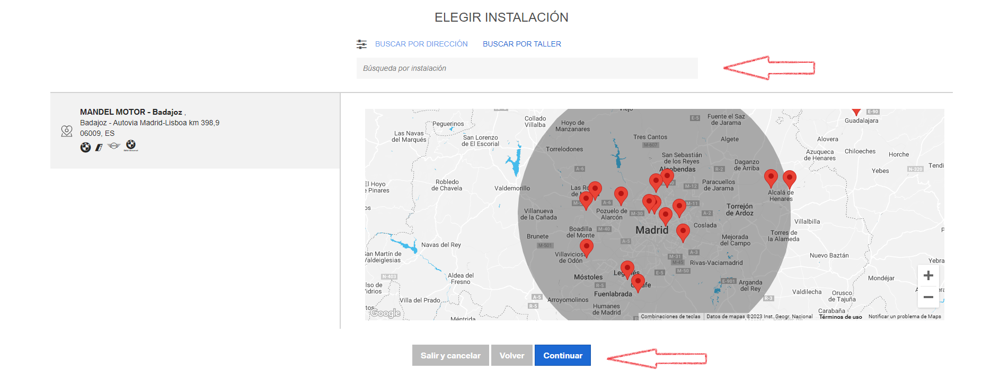 ELEGIR INSTALACIÓN
BUSCAR POR DIRECCIÓN
BUSCAR POR TALLER
Búsqueda por instalación
MANDEL MOTOR - Badajoz ,
Badajoz - Autovia Madrid-Lisboa km 398,9
06009, ES
Viejo
E-90
Guadalajara
Collado
Villalba
Peguerinos
Hoyo de
Manzanares
E-5
Fuente el Saz
de Jarama
Las Navas
del Marqués
San Lorenzo
de El Escorial
Tres Cantos
M-607
Algete
Alovera
Torrelodones
San Sebastián
de los Reyes
Azuqueca
de Henares
Chiloeches
Horche
Daganzo
de Arriba
A-6
Alcobendas
R-2
N-320
Tendi
Yebes
El Hoyo
e Pinares
Robledo
de Chavela
Valdemorillo
Las Ro
de
M-12
Paracuellos
de Jarama
Alcalá de
Henares
A-6
M-11
Villanueva
de la Cañada
Pozuelo de
Alarcón
M-30
A-2
Torrejón
de Ardoz
Villalbilla
Boadilla
del Monte
M-40
Madrid
Coslada
Brunete
A-5
Mejorada
del Campo
Torres de
la Alameda
Navas del Rey
M-501
A-3
San Martín de
Valdeiglesias
Villaviciosa
de Odón
M-31
M-45
Rivas-Vaciamadrid
Nuevo Baztán
Yebra
N-403
Aldea del
Fresno
Móstoles
Leganés
E-5
M-50
Mondéjar
R-5
E-901
Arganda
del Rey
Fuenlabrada
Valdilecha
Orusco
de Tajuña
Villa del Prado
A-5
R-5
Arroyomolinos
R-3
Humanes
de Madrid
Carabaña
Méntrida
Google
Combinaciones de teclas
Datos de mapas ©2023 Inst. Geogr. Nacional
Términos de uso
Notificar un problema de Maps
Salir y cancelar
Volver
Continuar